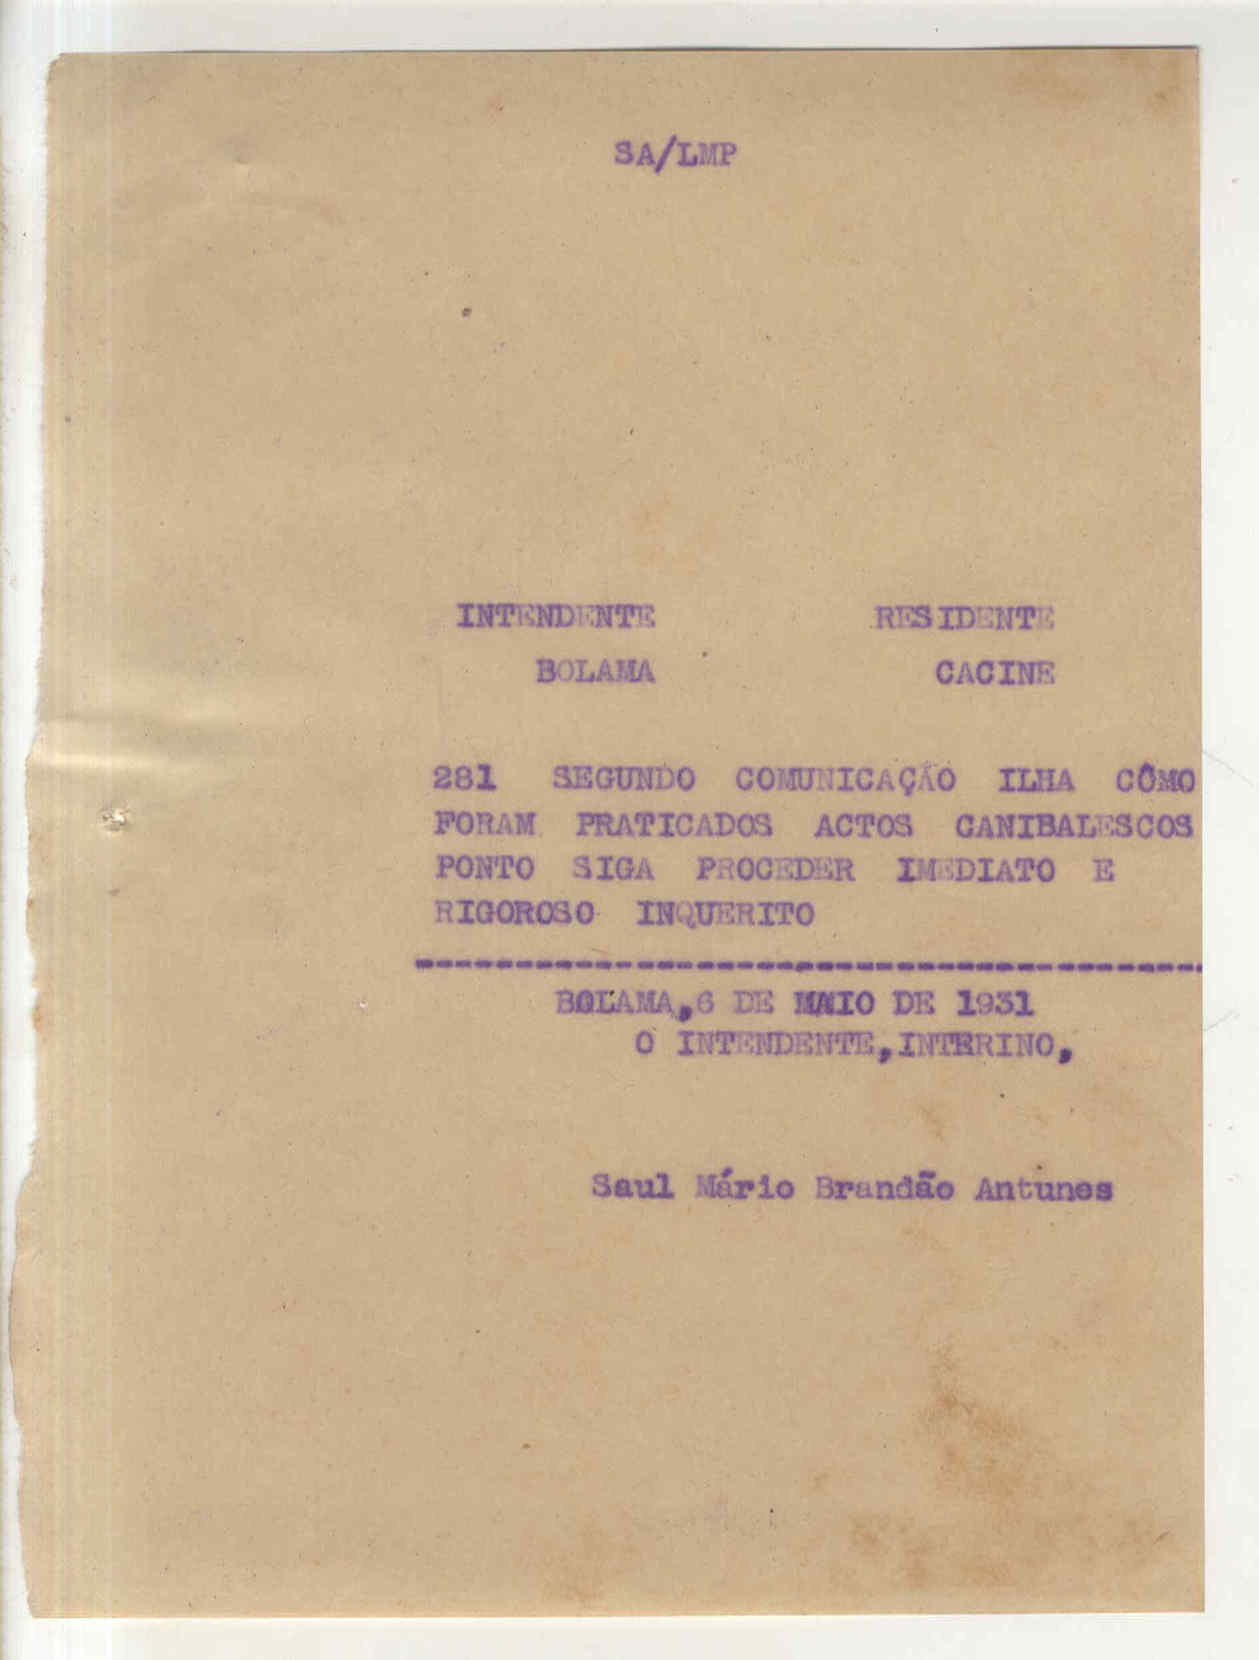 SA/LMP
INTENDENTE RESIDENTE
BOLAMA CACINE
281 SEGUNDO COMUNICAÇÃO ILHA CÔMO
FORAM PRATICADOS ACTOS CANIBALESCOS
PONTO SIGA PROCEDER IMEDIATO E
RIGOROSO INQUERITO
BOLAMA,6 DE MAIO DE 1931
O INTENDENTE,INTERINO,
Saul Mário Brandão Antunes